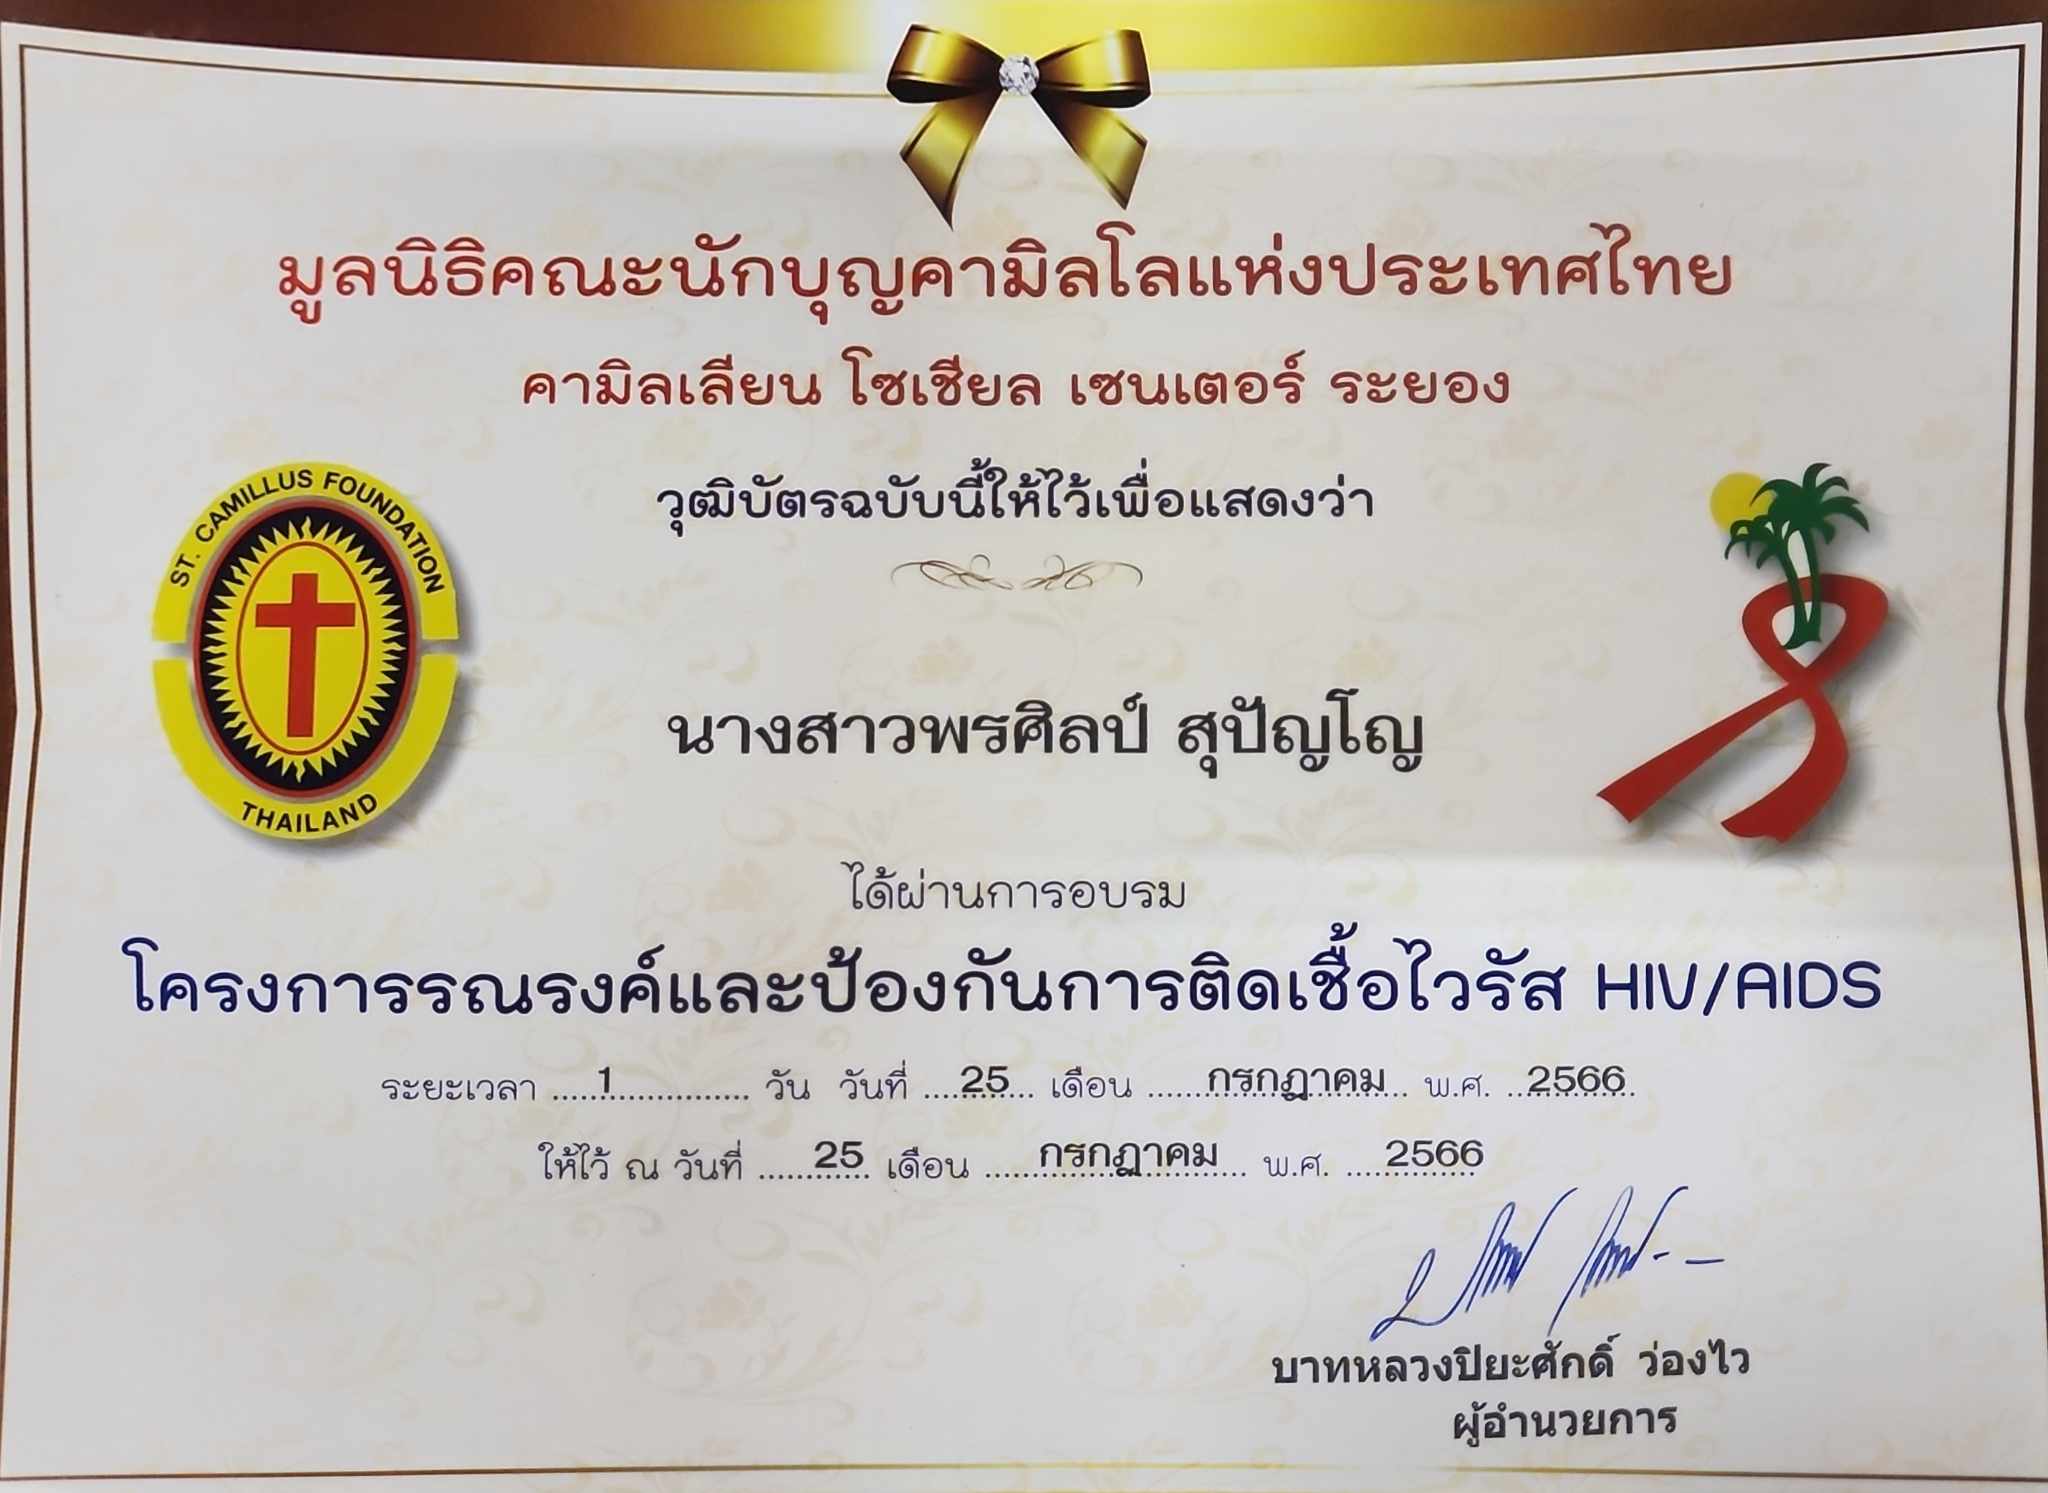 มูลนิธิคณะนักบุญคามิลโลแห่งประเทศไทย
คามิลเลียน โซเชียล เซนเตอร์ ระยอง
วุฒิบัตรฉบับนี้ให้ไว้เพื่อแสดงว่า
ST. CAMILLUS FOUNDATION
THAILAND
นางสาวพรศิลป์ สุปัญโญ
ได้ผ่านการอบรม
โครงการรณรงค์และป้องกันการติดเชื้อไวรัส HIV/AIDS
ระยะเวลา ....1.................. วัน วันที่ ....25.... เดือน ......กรกฎาคม.. พ.ศ. ..2566.
ให้ไว้ ณ วันที่ ......25 เดือน .....กรกฎาคม... พ.ศ. ....2566
บาทหลวงปิยะศักดิ์ ว่องไว
ผู้อำนวยการ